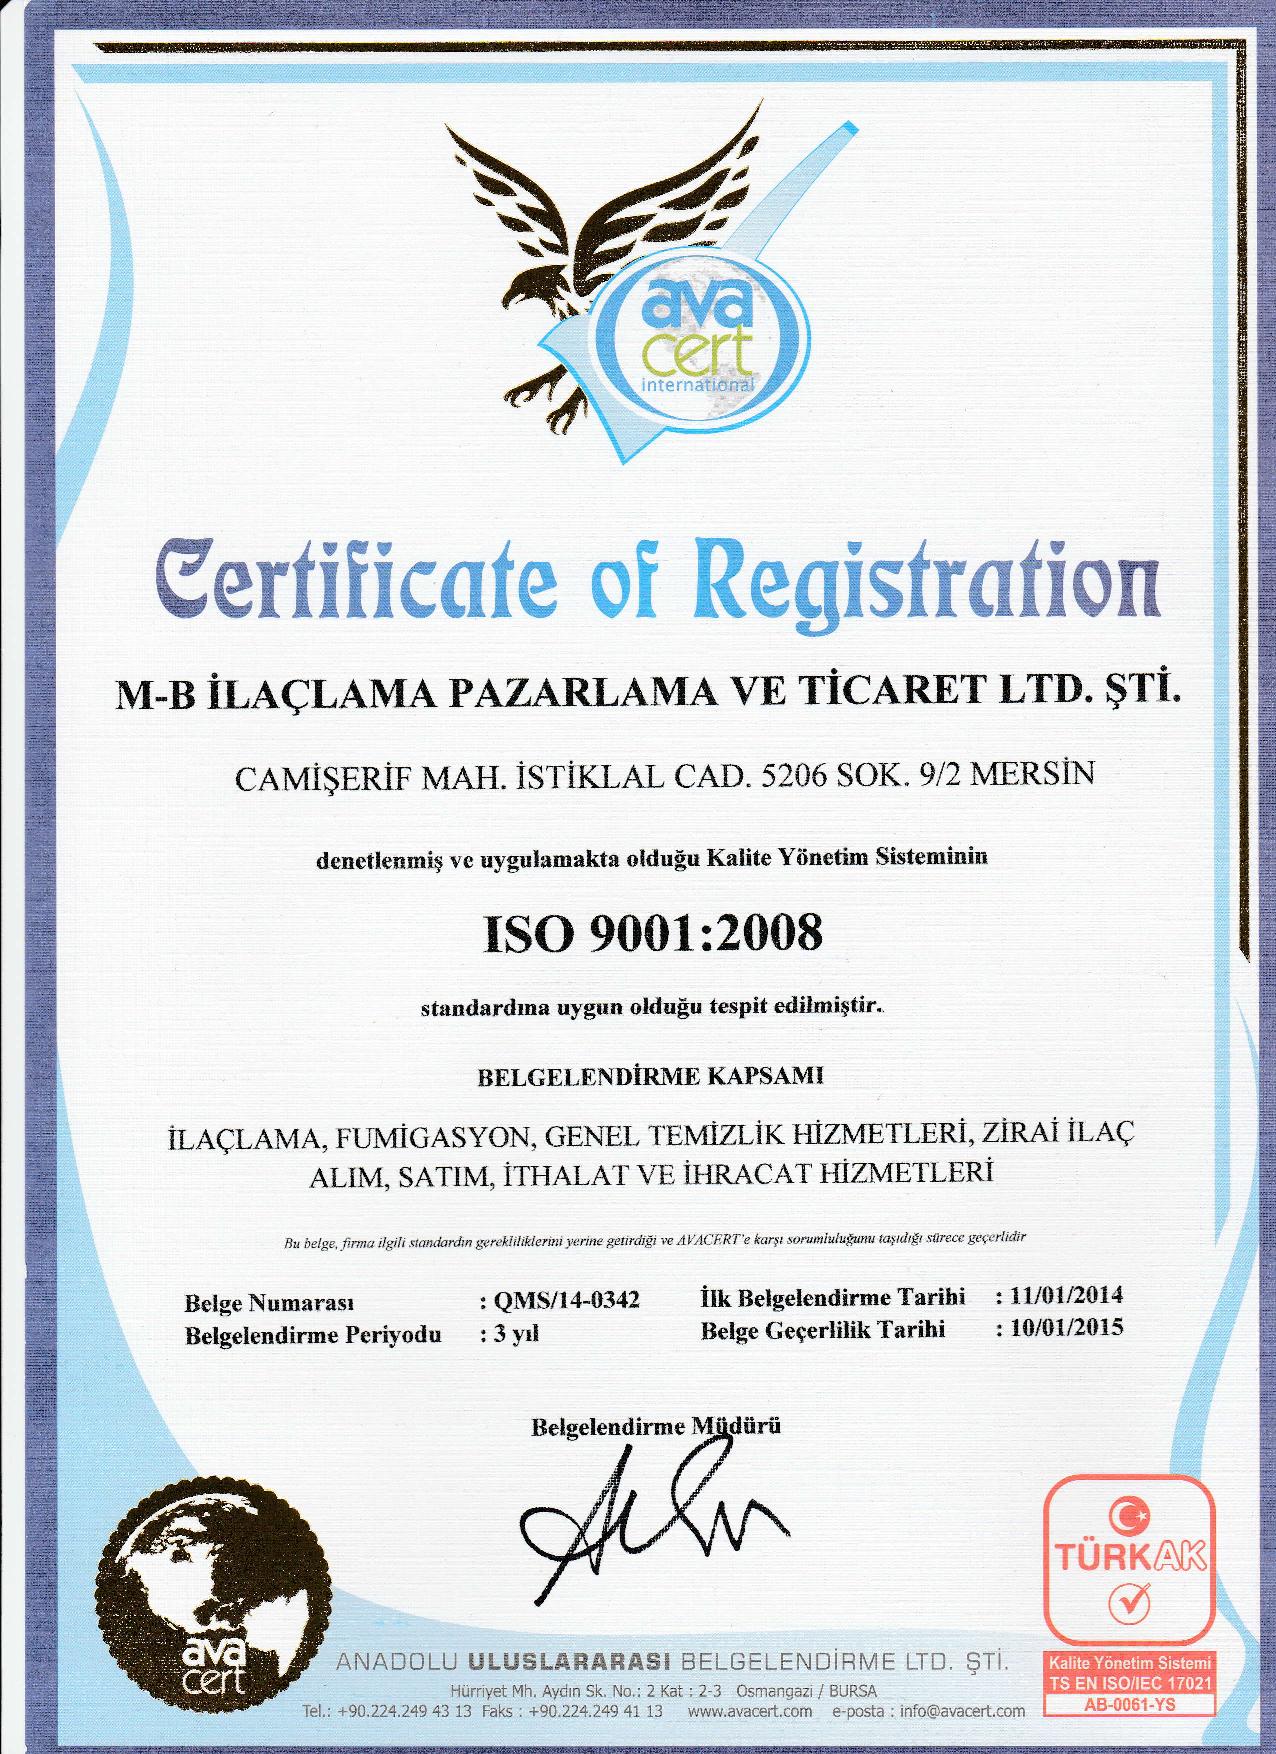 ava
cert
international
Certificate of Registration
M-B İLAÇLAMA PAZARLAMA VE TİCARET LTD. ŞTİ.
CAMİŞERİF MAH. İSTİKLAL CAD. 5206 SOK. 9/2 MERSİN
denetlenmiş ve uygulamakta olduğu Kalite Yönetim Sisteminin
ISO 9001:2008
standardına uygun olduğu tespit edilmiştir.
BELGELENDİRME KAPSAMI
İLAÇLAMA, FUMİGASYON, GENEL TEMİZLİK HİZMETLERİ, ZİRAİ İLAÇ
ALIM, SATIM, İTHALAT VE İHRACAT HİZMETLERİ
Bu belge, firma ilgili standardın gerekliliklerini yerine getirdiği ve AVACERT'e karşı sorumluluğunu taşıdığı sürece geçerlidir
Belge Numarası : QMS/14-0342 İlk Belgelendirme Tarihi : 11/01/2014
Belgelendirme Periyodu : 3 yıl Belge Geçerlilik Tarihi : 10/01/2015
Belgelendirme Müdürü
ava
cert
TÜRKAK
ANADOLU ULUSLARARASI BELGELENDİRME LTD. ŞTİ.
Hürriyet Mh. Aydın Sk. No.: 2 Kat : 2-3 Osmangazi / BURSA
Tel.: +90.224.249 43 13 Faks : +90.224.249 41 13 www.avacert.com e-posta : info@avacert.com
Kalite Yönetim Sistemi
TS EN ISO/IEC 17021
AB-0061-YS